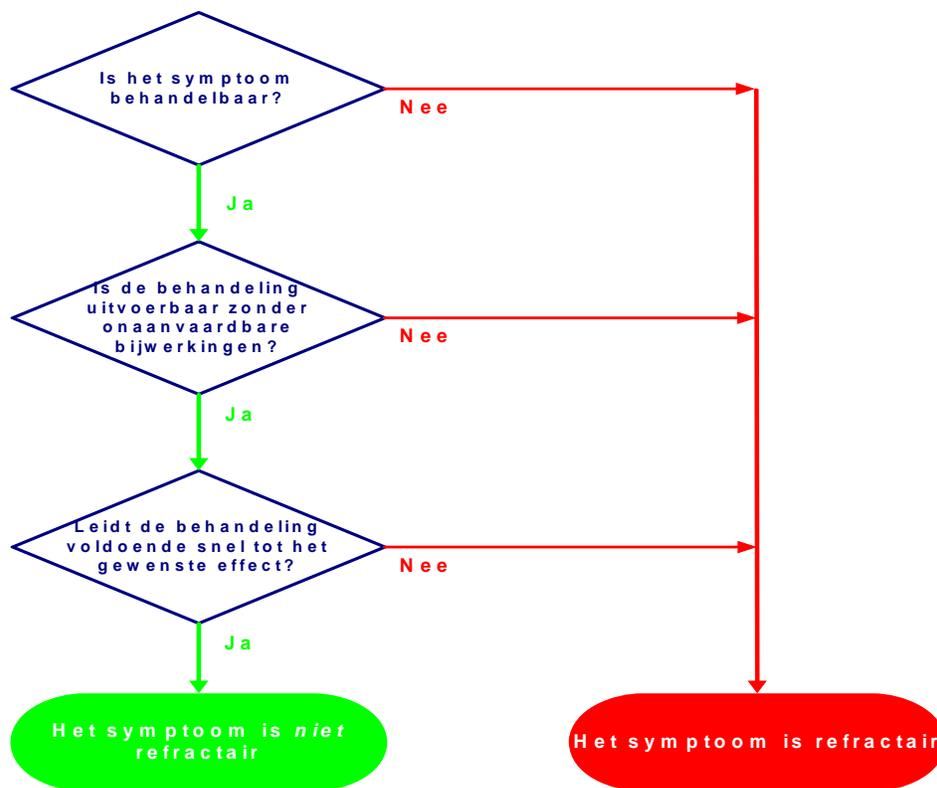 Is het symptoom
behandelbaar?
Nee
Ja
Is de behandeling
uitvoerbaar zonder
onaanvaardbare
bijwerkingen?
Nee
Ja
Leidt de behandeling
voldoende snel tot het
gewenste effect?
Nee
Ja
Het symptoom is niet
refractair
Het symptoom is refractair